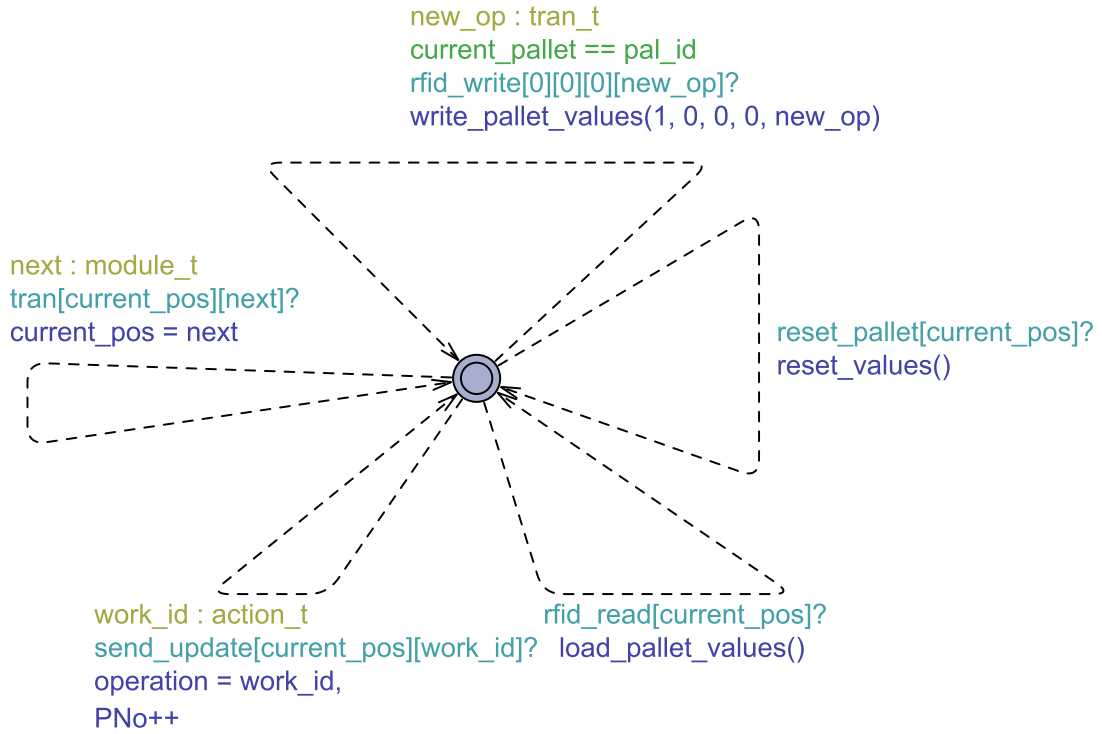 new_op : tran_t
current_pallet == pal_id
rfid_write[0][0][0][new_op]?
write_pallet_values(1, 0, 0, 0, new_op)
next : module_t
tran[current_pos][next]?
current_pos = next
reset_pallet[current_pos]?
reset_values()
work_id : action_t
send_update[current_pos][work_id]?
operation = work_id,
PNo++
rfid_read[current_pos]?
load_pallet_values()